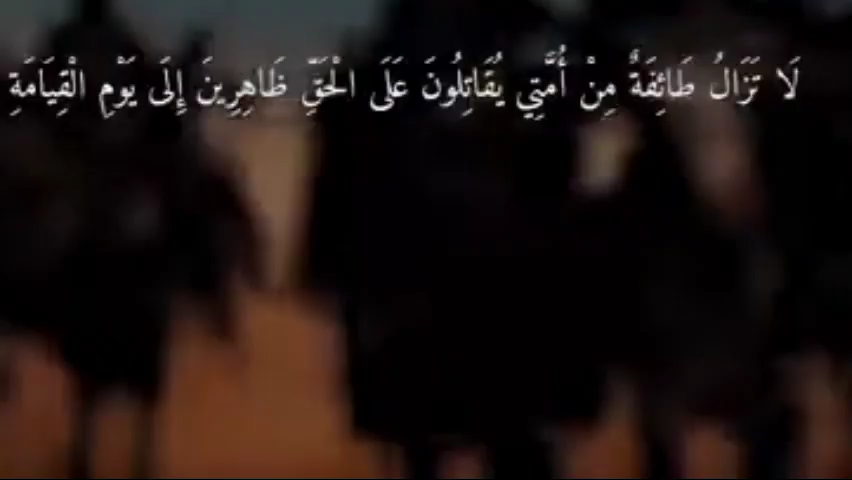 لَا تَزَالُ طَائِفَةٌ مِنْ أُمَّتِي يُقَاتِلُونَ عَلَى الْحَقِّ ظَاهِرِينَ إِلَى يَوْمِ الْقِيَامَةِ